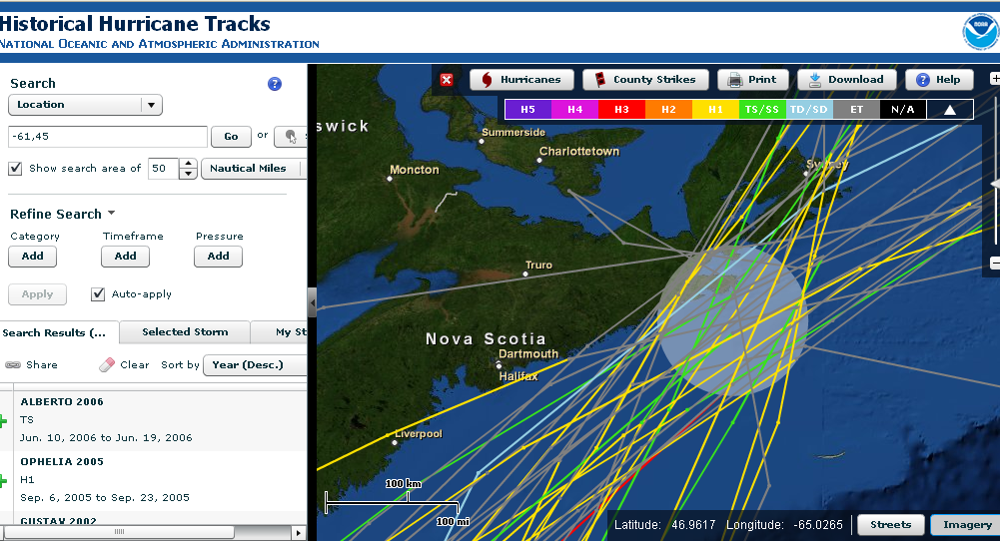 Historical Hurricane Tracks
NATIONAL OCEANIC AND ATMOSPHERIC ADMINISTRATION
NOAA
Search
?
Location
-61,45
Go
or
Show search area of
50
Nautical Miles
Refine Search
Category
Timeframe
Pressure
Add
Add
Add
Apply
Auto-apply
Search Results (...
Selected Storm
My St
Share
Clear
Sort by
Year (Desc.)
ALBERTO 2006
TS
Jun. 10, 2006 to Jun. 19, 2006
OPHELIA 2005
H1
Sep. 6, 2005 to Sep. 23, 2005
GUSTAV 2002
Hurricanes
County Strikes
Print
Download
? Help
H5
H4
H3
H2
H1
TS/SS
TD/SD
ET
N/A
swick
Summerside
Charlottetown
Moncton
Sydney
Truro
Nova Scotia
Dartmouth
Halifax
Liverpool
100 km
100 mi
Latitude: 46.9617 Longitude: -65.0265
Streets
Imagery